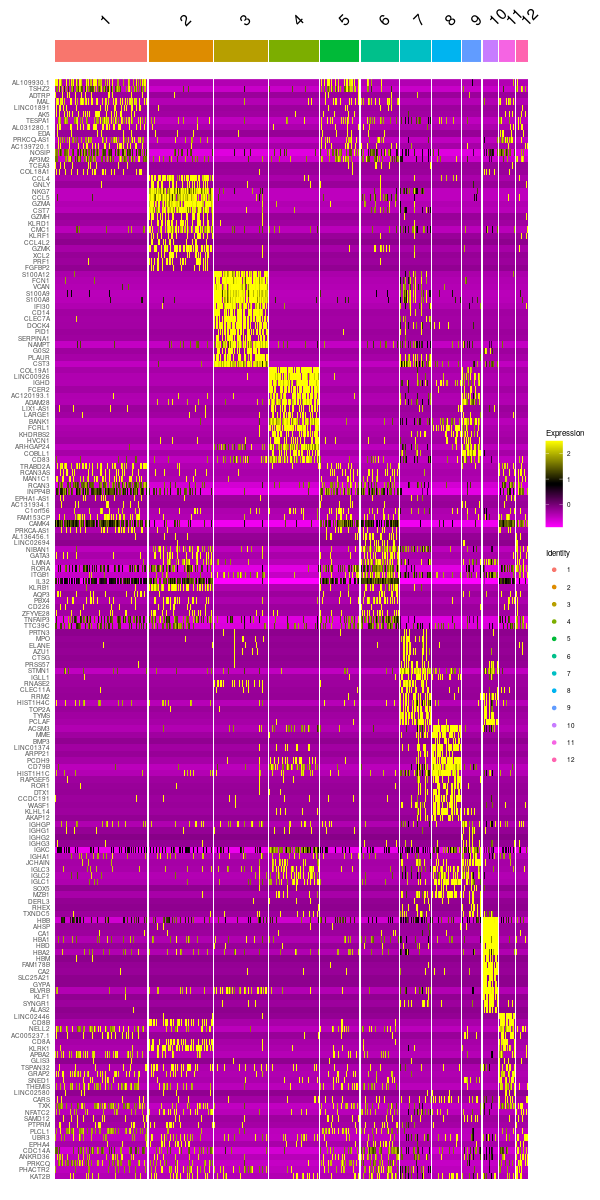 1 2 3 4 5 6 7 8 9 10 11 12
AL109930.1
TSHZ2
ADTRP
MAL
LINC01891
AK5
TESPA1
AL031280.1
EDA
PRKCQ-AS1
AC139720.1
NOSIP
AP3M2
TCEA3
COL18A1
CCL4
GNLY
NKG7
CCL5
GZMA
CST7
GZMH
KLRD1
CMC1
KLRF1
CCL4L2
GZMK
XCL2
PRF1
FGFBP2
S100A12
FCN1
VCAN
S100A9
S100A8
IFI30
CD14
CLEC7A
DOCK4
PID1
SERPINA1
NAMPT
G0S2
PLAUR
CST3
COL19A1
LINC00926
IGHD
FCER2
AC120193.1
ADAM28
LIX1-AS1
LARGE1
BANK1
FCRL1
KHDRBS2
HVCN1
ARHGAP24
COBLL1
CD83
TRABD2A
RCAN3AS
MAN1C1
RCAN3
INPP4B
EPHA1-AS1
AC131934.1
C1orf56
FAM153CP
CAMK4
PRKCA-AS1
AL136456.1
LINC02694
NIBAN1
GATA3
LMNA
RORA
ITGB1
IL32
KLRB1
AQP3
PBX4
CD226
ZFYVE28
TNFAIP3
TTC39C
PRTN3
MPO
ELANE
AZU1
CTSG
PRSS57
STMN1
IGLL1
RNASE2
CLEC11A
RRM2
HIST1H4C
TOP2A
TYMS
PCLAF
ACSM3
MME
BMP3
LINC01374
ARPP21
PCDH9
CD79B
HIST1H1C
RAPGEF5
ROR1
DTX1
CCDC191
WASF1
KLHL14
AKAP12
IGHGP
IGHG1
IGHG2
IGHG3
IGKC
IGHA1
JCHAIN
IGLC3
IGLC2
IGLC1
SOX5
MZB1
DERL3
RHEX
TXNDC5
HBB
AHSP
CA1
HBA1
HBD
HBA2
HBM
FAM178B
CA2
SLC25A21
GYPA
BLVRB
KLF1
SYNGR1
ALAS2
LINC02446
CD8B
NELL2
AC005237.1
CD8A
KLRK1
APBA2
GLIS3
TSPAN32
GRAP2
SNED1
THEMIS
LINC02580
CARS
TXK
NFATC2
SAMD12
PTPRM
PLCL1
UBR3
EPHA4
CDC14A
ANKRD36
PRKCQ
PHACTR2
KAT2B
Expression
2
1
0
Identity
1
2
3
4
5
6
7
8
9
10
11
12